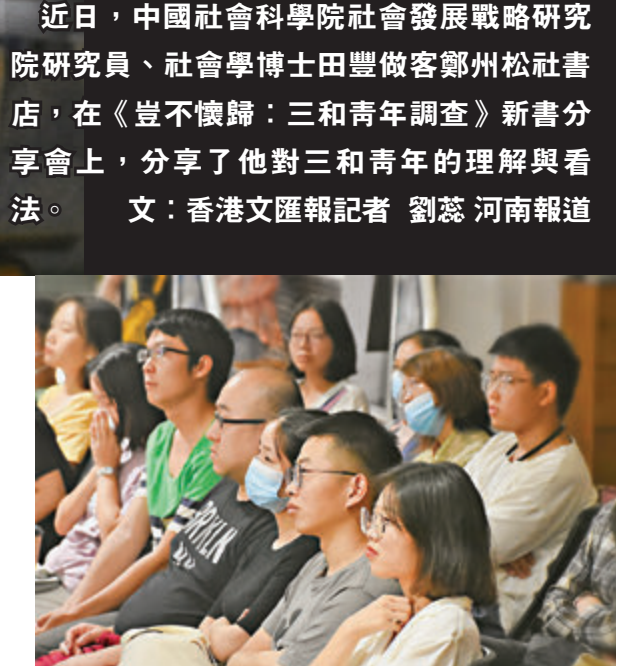 近日，中國社會科學院社會發展戰略研究
院研究員、社會學博士田豐做客鄭州松社書
店，在《豈不懷歸：三和青年調查》新書分
享會上，分享了他對三和青年的理解與看
法。 文：香港文匯報記者 劉蕊 河南報道